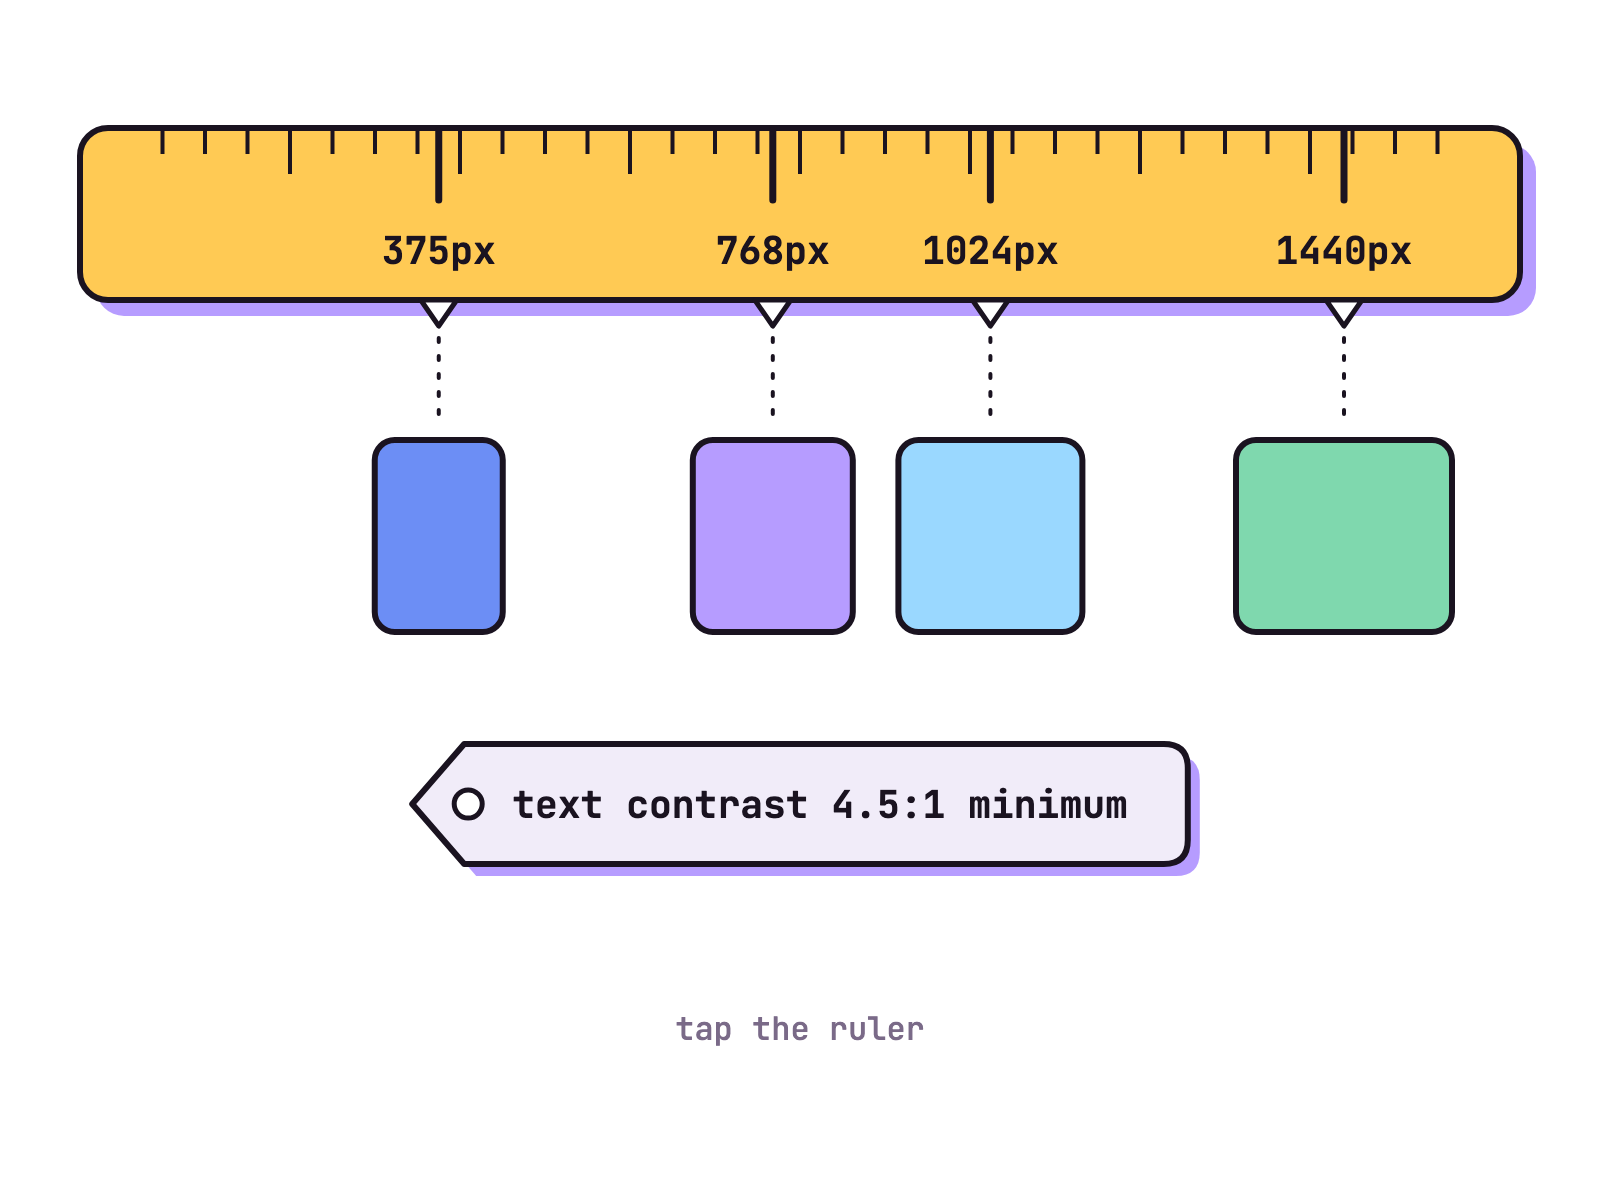 375px 768px 1024px 1440px
text contrast 4.5:1 minimum
tap the ruler